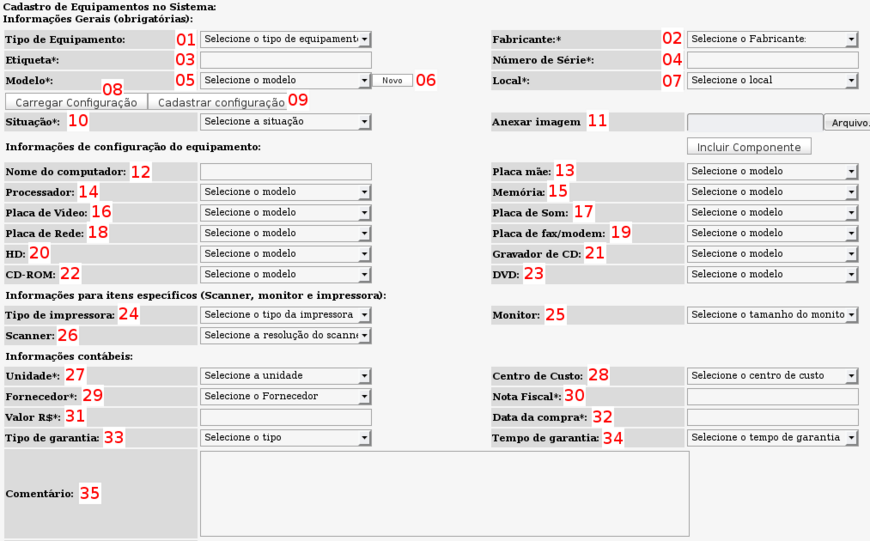 Cadastro de Equipamentos no Sistema:
Informações Gerais (obrigatórias):
Tipo de Equipamento: 01 Selecione o tipo de equipament Fabricante:* 02 Selecione o Fabricante:
Etiqueta*: 03 Número de Série*: 04
Modelo*: 05 Selecione o modelo Novo 06 Local*: 07 Selecione o local
08 Carregar Configuração Cadastrar configuração 09
Situação*: 10 Selecione a situação Anexar imagem 11 Arquivo.
Informações de configuração do equipamento: Incluir Componente
Nome do computador: 12 Placa mãe: 13 Selecione o modelo
Processador: 14 Selecione o modelo Memória: 15 Selecione o modelo
Placa de Video: 16 Selecione o modelo Placa de Som: 17 Selecione o modelo
Placa de Rede: 18 Selecione o modelo Placa de fax/modem: 19 Selecione o modelo
HD: 20 Selecione o modelo Gravador de CD: 21 Selecione o modelo
CD-ROM: 22 Selecione o modelo DVD: 23 Selecione o modelo
Informações para itens específicos (Scanner, monitor e impressora):
Tipo de impressora: 24 Selecione o tipo da impressora Monitor: 25 Selecione o tamanho do monito
Scanner: 26 Selecione a resolução do scanne
Informações contábeis:
Unidade*: 27 Selecione a unidade Centro de Custo: 28 Selecione o centro de custo
Fornecedor*: 29 Selecione o Fornecedor Nota Fiscal*: 30
Valor R$*: 31 Data da compra*: 32
Tipo de garantia: 33 Selecione o tipo Tempo de garantia: 34 Selecione o tempo de garantia
Comentário: 35